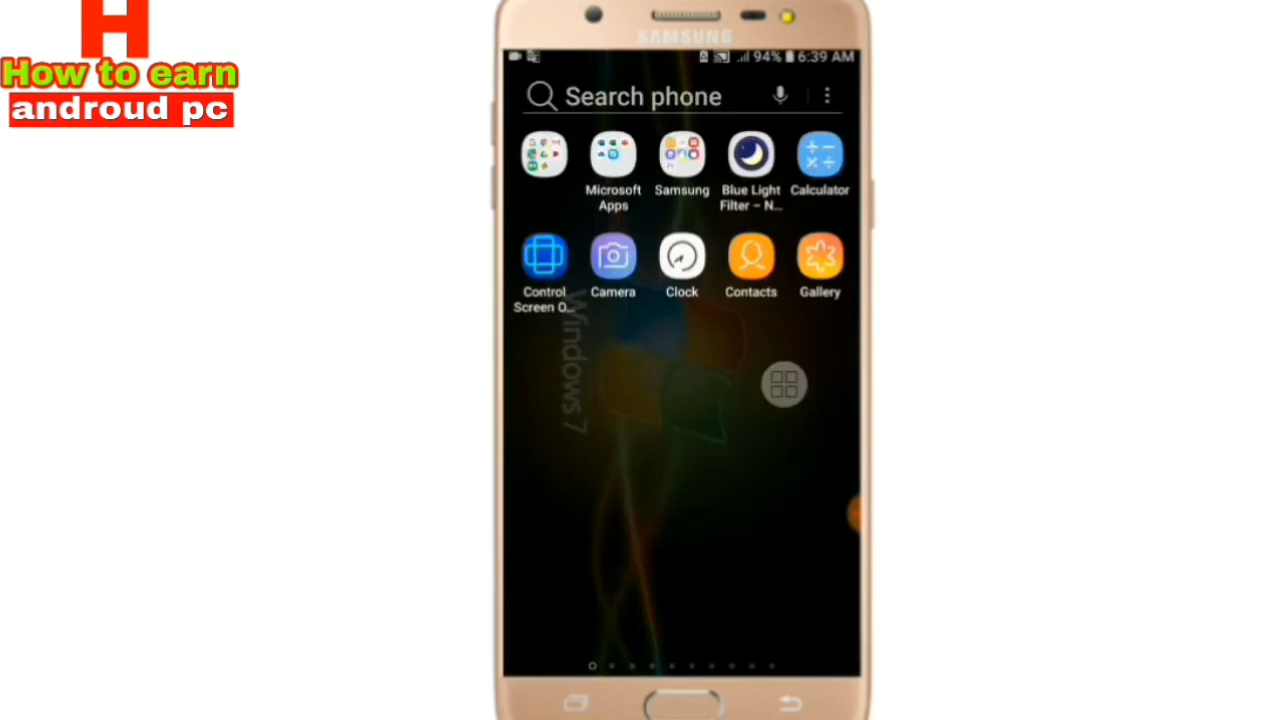 H
How to earn
androud pc
SAMSUNG
94% 6:39 AM
Search phone
Microsoft
Apps
Samsung
Blue Light
Filter – N...
Calculator
Control
Screen O...
Camera
Clock
Contacts
Gallery
Windows 7